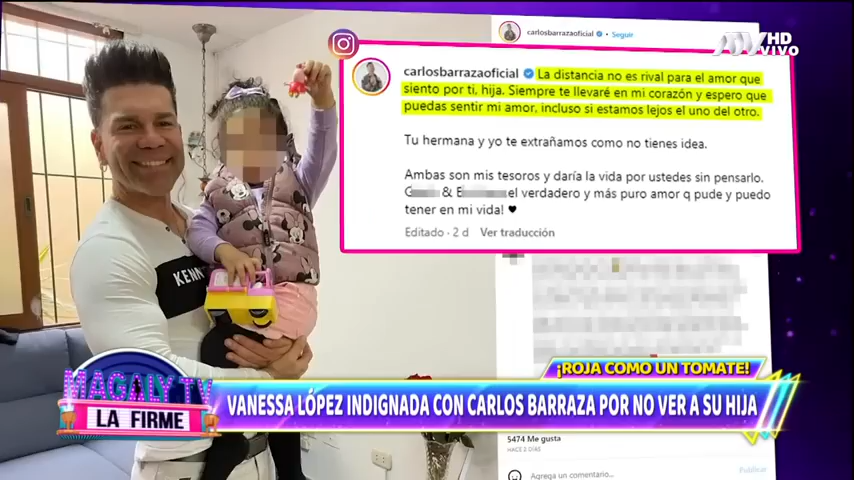 carlosbarrazaoficial Seguir
ATV HD
VIVO
carlosbarrazaoficial La distancia no es rival para el amor que
siento por ti, hija. Siempre te llevaré en mi corazón y espero que
puedas sentir mi amor, incluso si estamos lejos el uno del otro.
Tu hermana y yo te extrañamos como no tienes idea.
Ambas son mis tesoros y daría la vida por ustedes sin pensarlo.
& el verdadero y más puro amor q pude y puedo
tener en mi vida! ♥
Editado · 2 d Ver traducción
KENN
¡ROJA COMO UN TOMATE!
MAGALY TV
LA FIRME
VANESSA LÓPEZ INDIGNADA CON CARLOS BARRAZA POR NO VER A SU HIJA
5474 Me gusta
HACE 2 DÍAS
Agrega un comentario...
Publicar